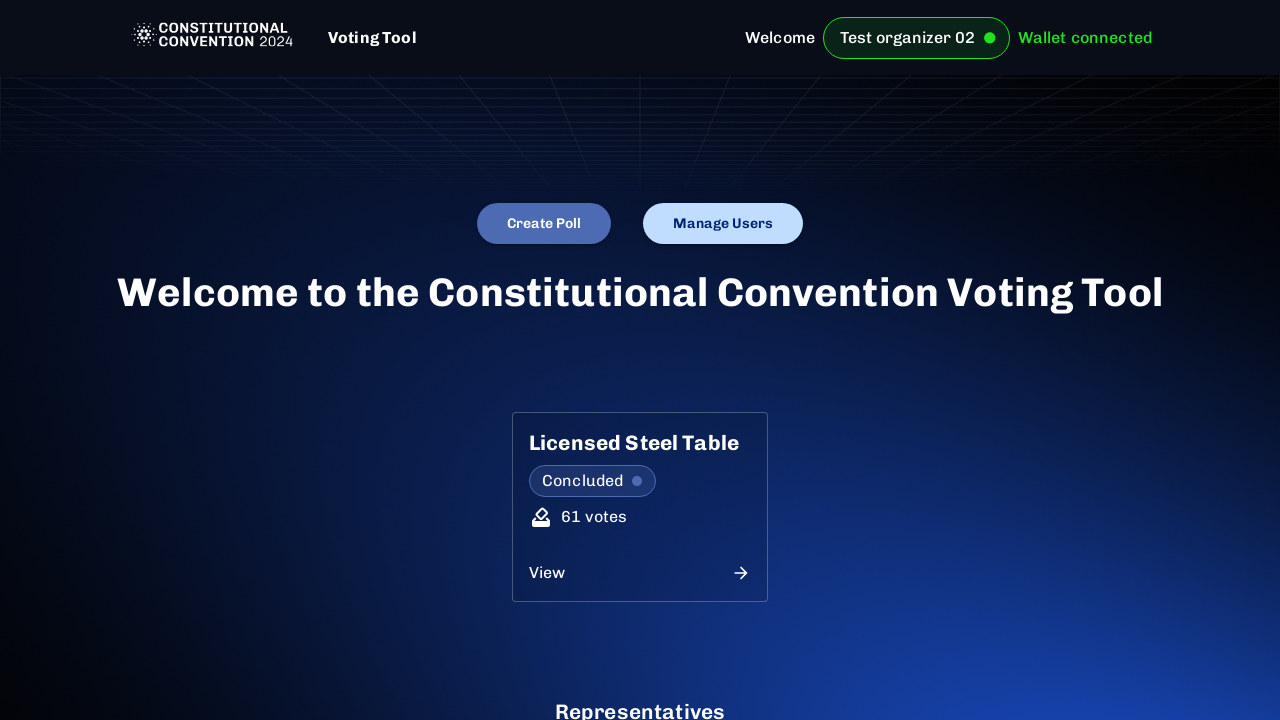 CONSTITUTIONAL
CONVENTION 2024
Voting Tool
Welcome
Test organizer 02
Wallet connected
Create Poll
Manage Users
Welcome to the Constitutional Convention Voting Tool
Licensed Steel Table
Concluded
61 votes
View
Representatives